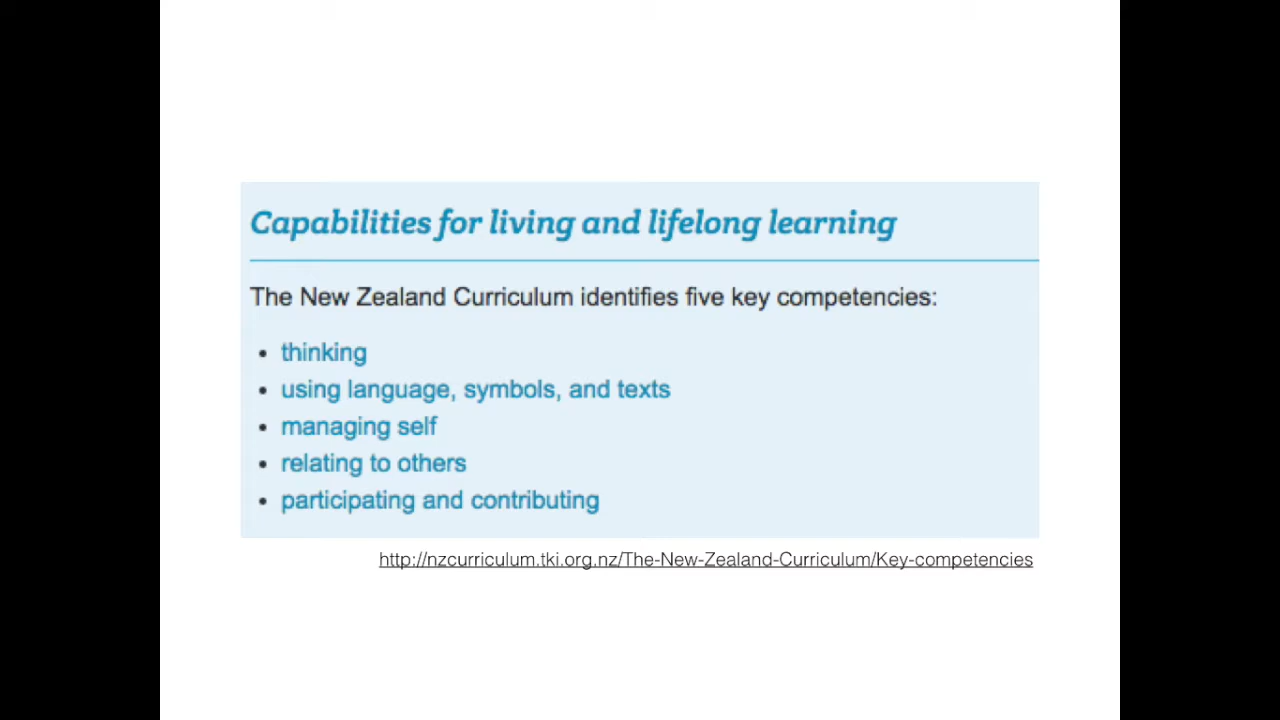 Capabilities for living and lifelong learning
The New Zealand Curriculum identifies five key competencies:
• thinking
• using language, symbols, and texts
• managing self
• relating to others
• participating and contributing
http://nzcurriculum.tki.org.nz/The-New-Zealand-Curriculum/Key-competencies